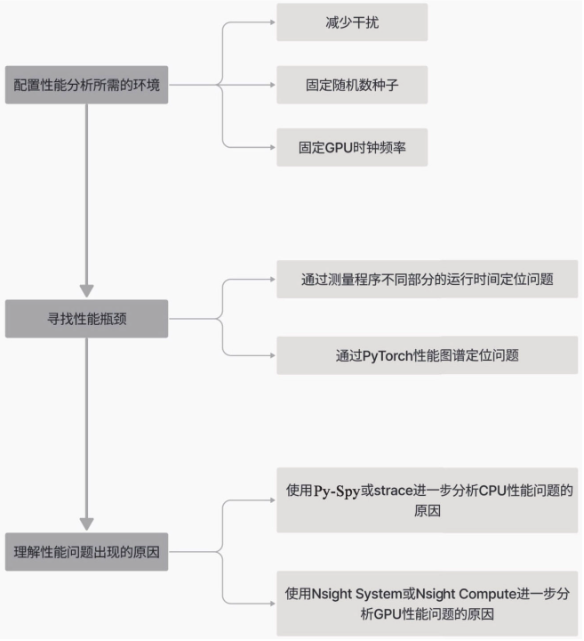 减少干扰
配置性能分析所需的环境
固定随机数种子
固定GPU时钟频率
通过测量程序不同部分的运行时间定位问题
寻找性能瓶颈
通过PyTorch性能图谱定位问题
使用Py-Spy或strace进一步分析CPU性能问题的
原因
理解性能问题出现的原因
使用Nsight System或Nsight Compute进一步分
析GPU性能问题的原因